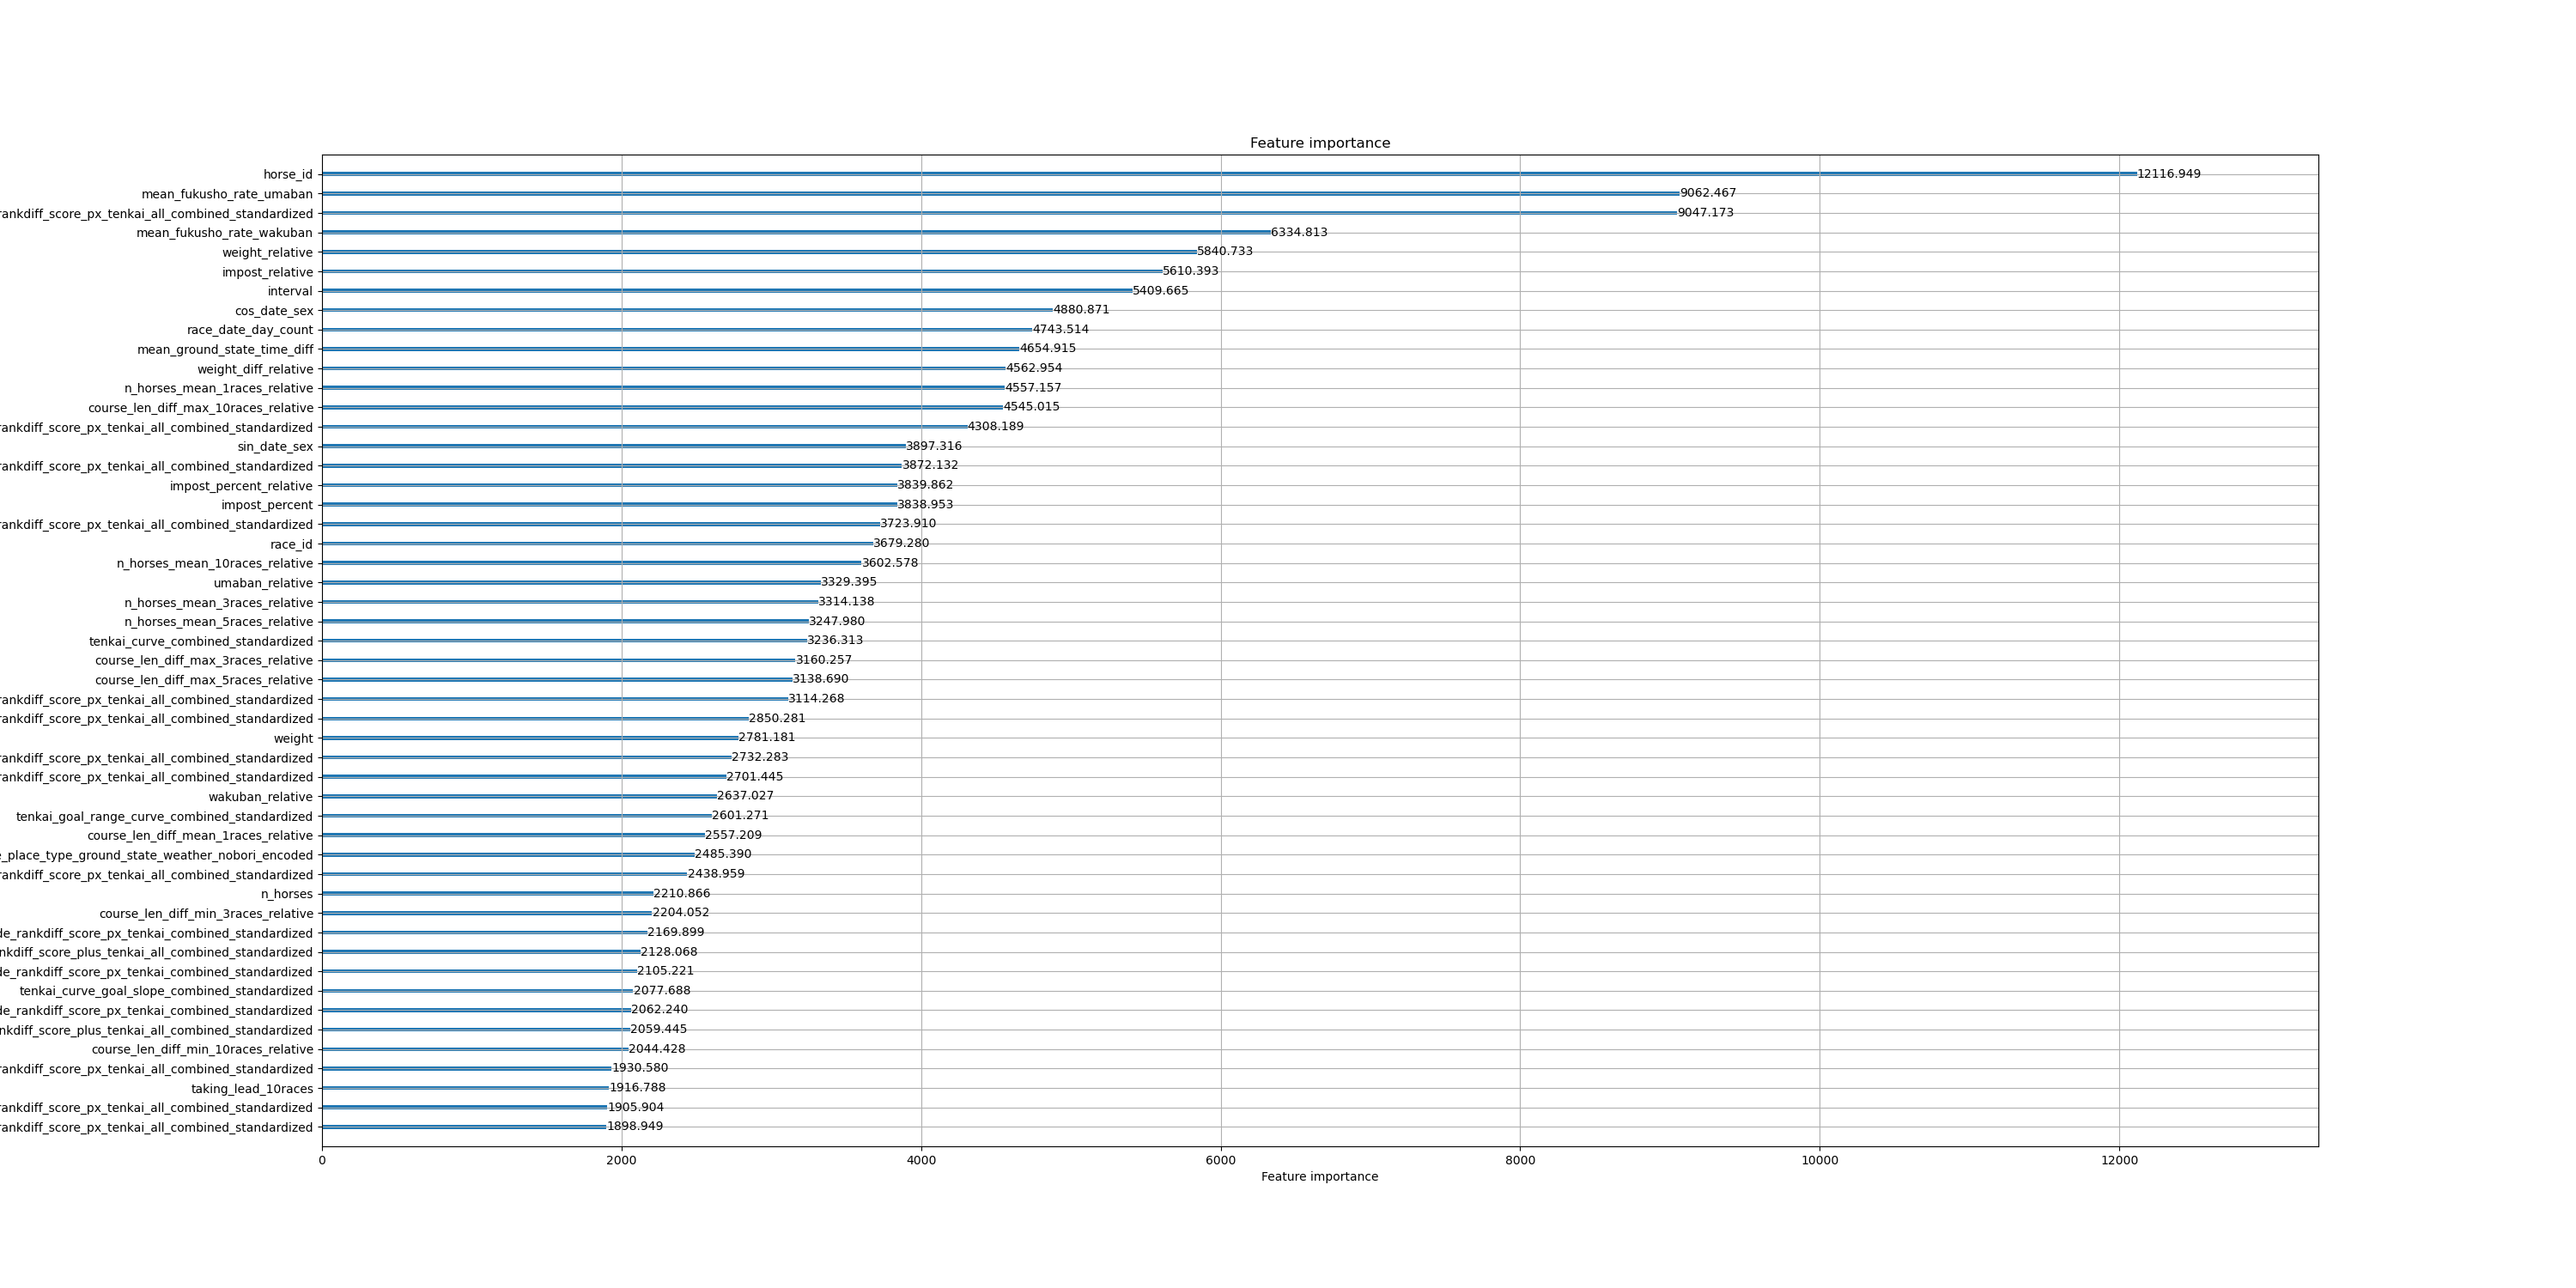 Feature importance
horse_id 12116.949
mean_fukusho_rate_umaban 9062.467
rankdiff_score_px_tenkai_all_combined_standardized 9047.173
mean_fukusho_rate_wakuban 6334.813
weight_relative 5840.733
impost_relative 5610.393
interval 5409.665
cos_date_sex 4880.871
race_date_day_count 4743.514
mean_ground_state_time_diff 4654.915
weight_diff_relative 4562.954
n_horses_mean_1races_relative 4557.157
course_len_diff_max_10races_relative 4545.015
rankdiff_score_px_tenkai_all_combined_standardized 4308.189
sin_date_sex 3897.316
rankdiff_score_px_tenkai_all_combined_standardized 3872.132
impost_percent_relative 3839.862
impost_percent 3838.953
rankdiff_score_px_tenkai_all_combined_standardized 3723.910
race_id 3679.280
n_horses_mean_10races_relative 3602.578
umaban_relative 3329.395
n_horses_mean_3races_relative 3314.138
n_horses_mean_5races_relative 3247.980
tenkai_curve_combined_standardized 3236.313
course_len_diff_max_3races_relative 3160.257
course_len_diff_max_5races_relative 3138.690
rankdiff_score_px_tenkai_all_combined_standardized 3114.268
rankdiff_score_px_tenkai_all_combined_standardized 2850.281
weight 2781.181
rankdiff_score_px_tenkai_all_combined_standardized 2732.283
rankdiff_score_px_tenkai_all_combined_standardized 2701.445
wakuban_relative 2637.027
tenkai_goal_range_curve_combined_standardized 2601.271
course_len_diff_mean_1races_relative 2557.209
_place_type_ground_state_weather_nobori_encoded 2485.390
rankdiff_score_px_tenkai_all_combined_standardized 2438.959
n_horses 2210.866
course_len_diff_min_3races_relative 2204.052
de_rankdiff_score_px_tenkai_combined_standardized 2169.899
nkdiff_score_plus_tenkai_all_combined_standardized 2128.068
de_rankdiff_score_px_tenkai_combined_standardized 2105.221
tenkai_curve_goal_slope_combined_standardized 2077.688
de_rankdiff_score_px_tenkai_combined_standardized 2062.240
nkdiff_score_plus_tenkai_all_combined_standardized 2059.445
course_len_diff_min_10races_relative 2044.428
rankdiff_score_px_tenkai_all_combined_standardized 1930.580
taking_lead_10races 1916.788
rankdiff_score_px_tenkai_all_combined_standardized 1905.904
rankdiff_score_px_tenkai_all_combined_standardized 1898.949
0 2000 4000 6000 8000 10000 12000
Feature importance